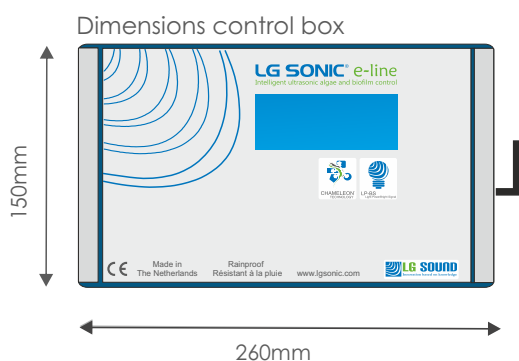 Dimensions control box
LG SONIC® e-line
Intelligent ultrasonic algae and biofilm control
150mm
CHAMELEON
TECHNOLOGY
LP-BS
CE
Made in
The Netherlands
Rainproof
Résistant à la pluie
www.lgsonic.com
LG SOUND
260mm